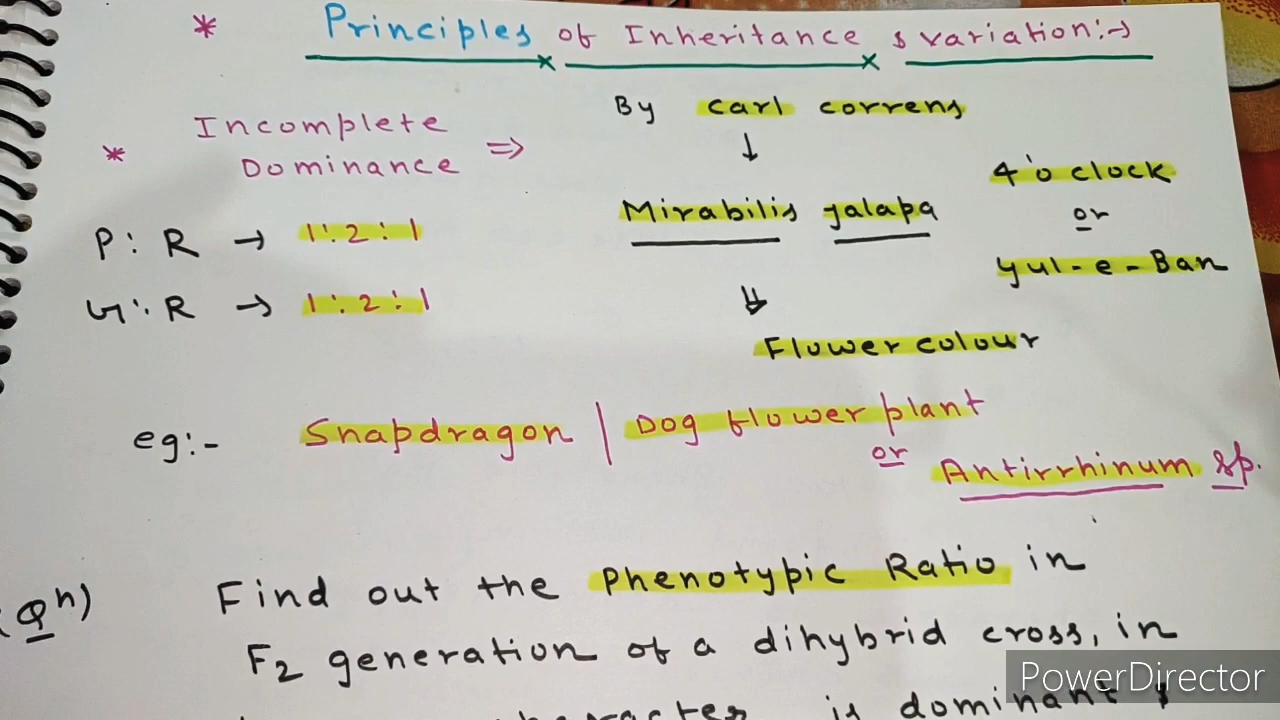 * Principles of Inheritance & variation:→
* Incomplete Dominance ⇒
By carl correns
↓
Mirabilis jalapa
4'o clock
or
gul-e-Ban
P:R → 1:2:1
G:R → 1:2:1
⇓
Flower colour
eg:- Snapdragon | Dog flower plant
or Antirrhinum sp.
Qn) Find out the Phenotypic Ratio in
F2 generation of a dihybrid cross, in
is dominant &
PowerDirector